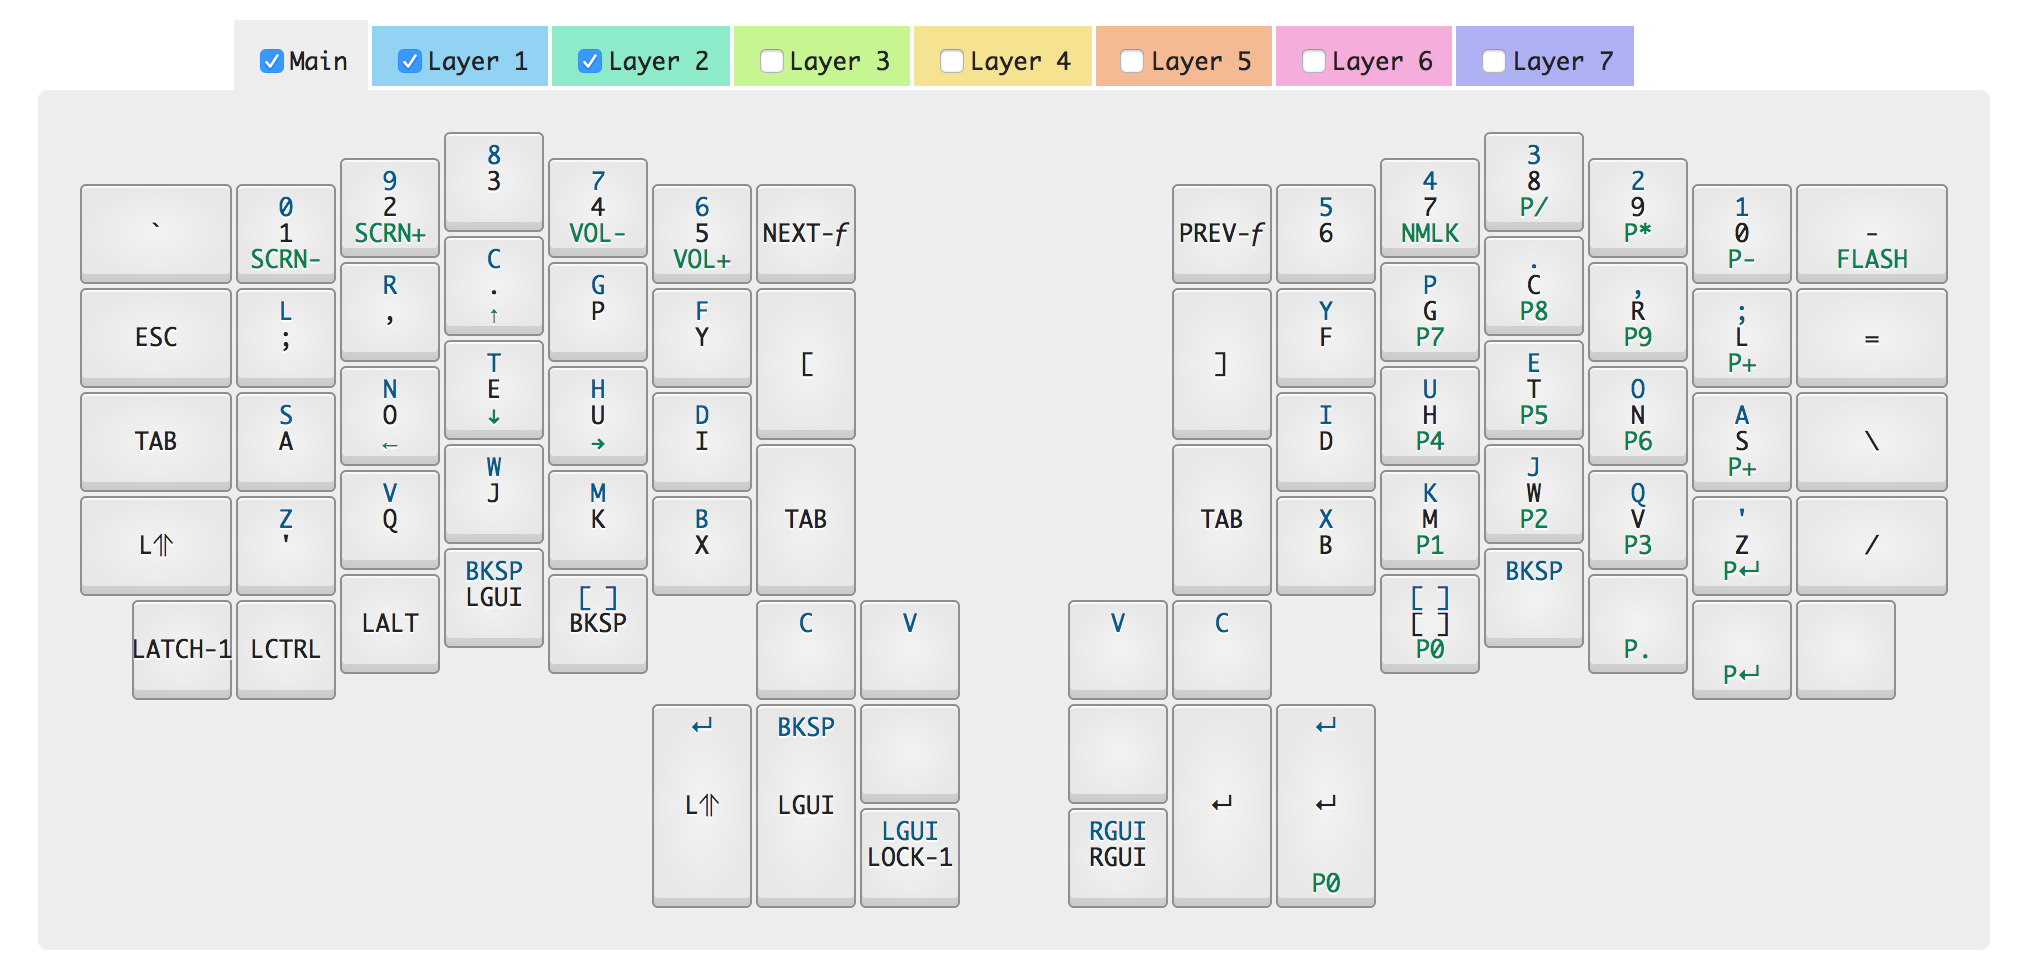 Main
Layer 1
Layer 2
Layer 3
Layer 4
Layer 5
Layer 6
Layer 7
`
0
1
SCRN-
9
2
SCRN+
8
3
7
4
VOL-
6
5
VOL+
NEXT-f
ESC
L
;
R
,
C
.
↑
G
P
F
Y
[
TAB
S
A
N
O
←
T
E
↓
H
U
→
D
I
L⇑
Z
'
V
Q
W
J
M
K
B
X
TAB
LATCH-1
LCTRL
LALT
BKSP
LGUI
[ ]
BKSP
C
V
↵
L⇑
BKSP
LGUI
LGUI
LOCK-1
PREV-f
5
6
4
7
NMLK
3
8
P/
2
9
P*
1
0
P-
-
FLASH
]
Y
F
P
G
P7
.
C
P8
,
R
P9
;
L
P+
=
I
D
U
H
P4
E
T
P5
O
N
P6
A
S
P+
\
TAB
X
B
K
M
P1
J
W
P2
Q
V
P3
'
Z
P↵
/
V
C
[ ]
[ ]
P0
BKSP
P.
P↵
RGUI
RGUI
↵
↵
↵
P0